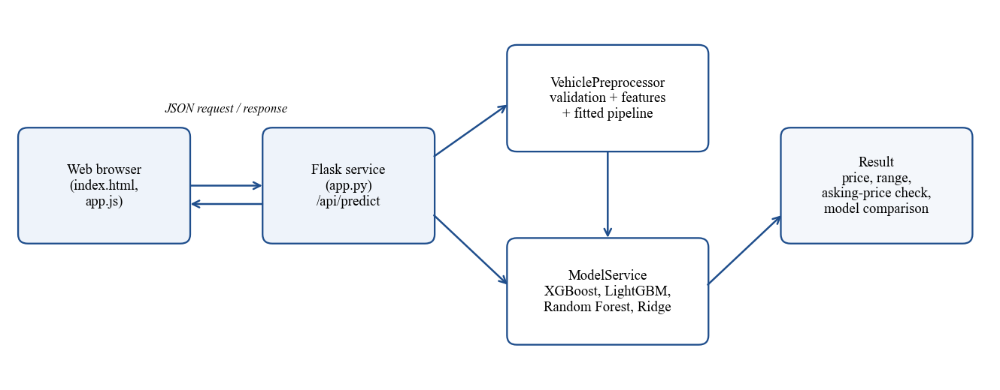 JSON request / response
Web browser
(index.html,
app.js)
Flask service
(app.py)
/api/predict
VehiclePreprocessor
validation + features
+ fitted pipeline
ModelService
XGBoost, LightGBM,
Random Forest, Ridge
Result
price, range,
asking-price check,
model comparison